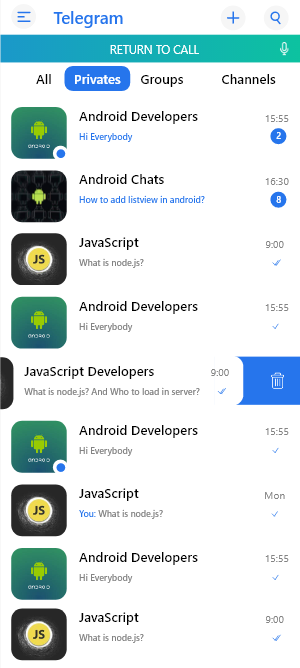 Telegram
RETURN TO CALL
All Privates Groups Channels
Android Developers 15:55
Hi Everybody 2
Android Chats 16:30
How to add listview in android? 8
JavaScript 9:00
What is node.js?
JS
Android Developers 15:55
Hi Everybody
JavaScript Developers 9:00
What is node.js? And Who to load in server?
Android Developers 15:55
Hi Everybody
JavaScript Mon
You: What is node.js?
JS
Android Developers 15:55
Hi Everybody
JavaScript 9:00
What is node.js?
JS